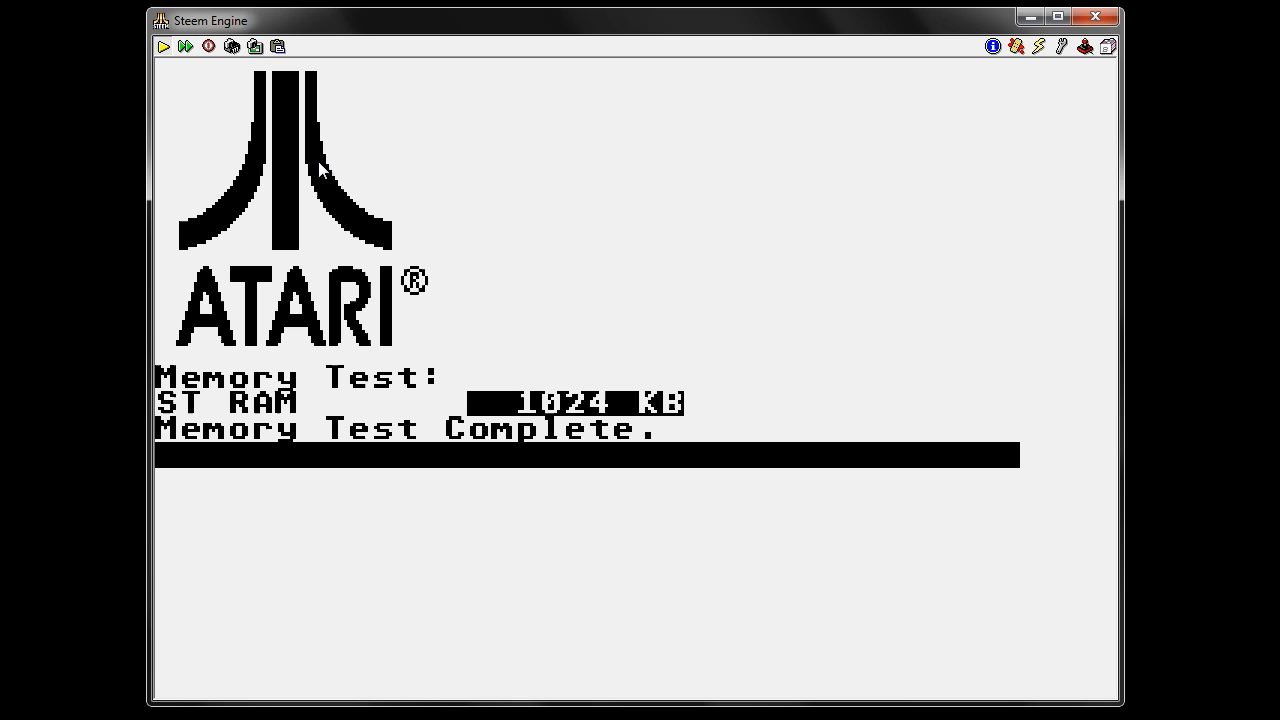 Steem Engine
ATARI®
Memory Test:
ST RAM 1024 KB
Memory Test Complete.